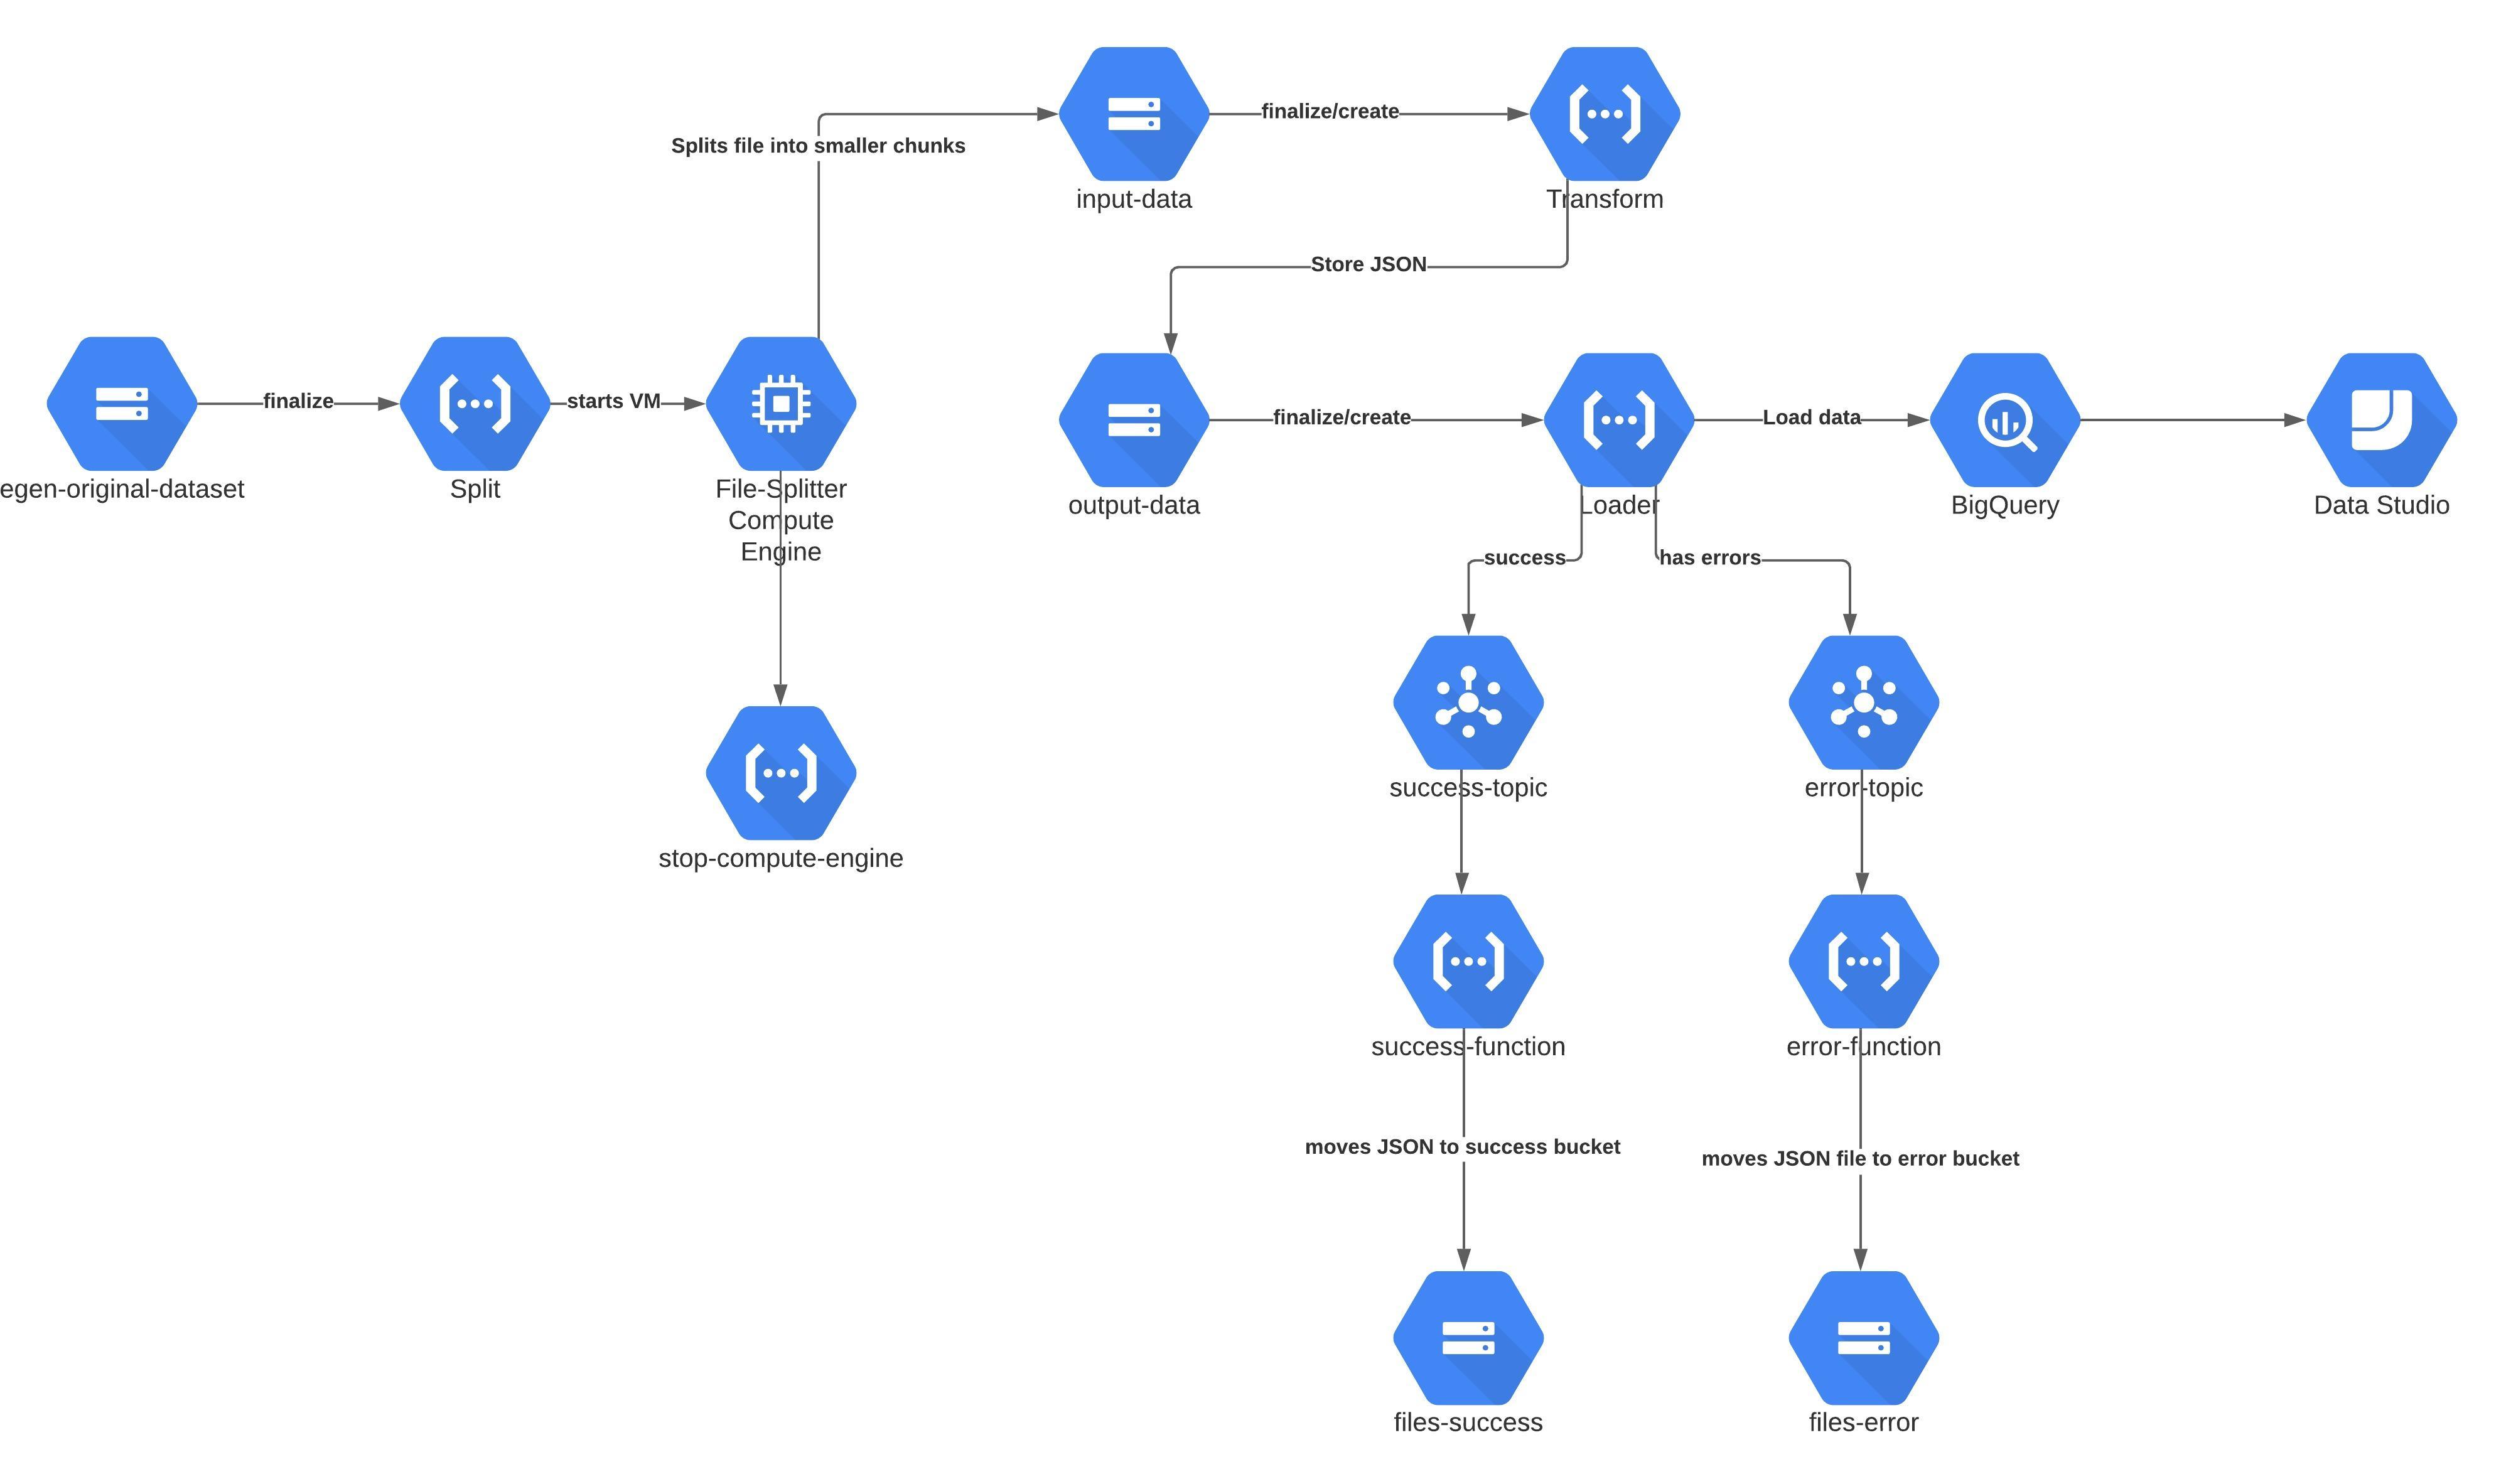 finalize/create
Splits file into smaller chunks
input-data
Transform
Store JSON
finalize
starts VM
finalize/create
Load data
egen-original-dataset
Split
File-Splitter
Compute
Engine
output-data
Loader
BigQuery
Data Studio
success
has errors
success-topic
error-topic
stop-compute-engine
success-function
error-function
moves JSON to success bucket
moves JSON file to error bucket
files-success
files-error